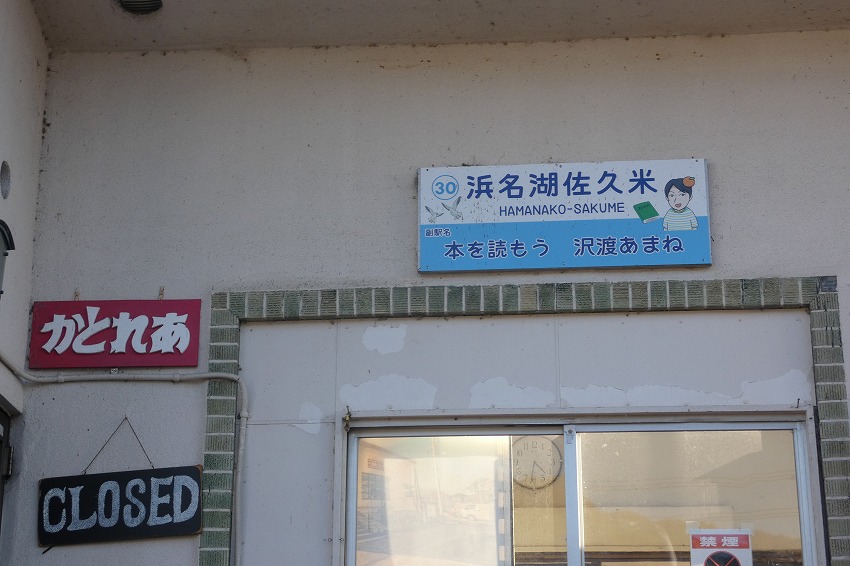 30 浜名湖佐久米
HAMANAKO-SAKUME
副駅名
本を読もう 沢渡あまね
かとれあ
CLOSED
禁煙